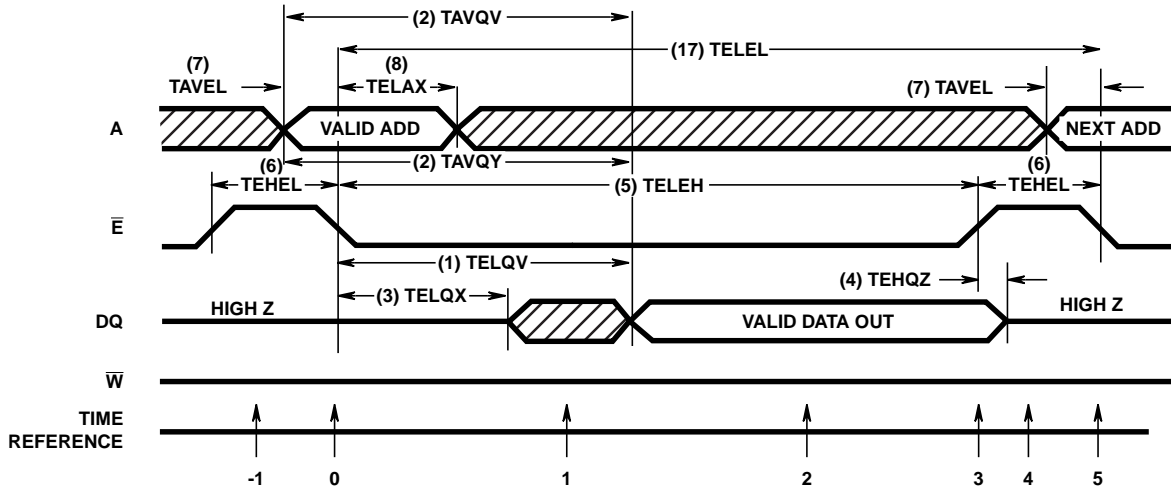 (2) TAVQV
(17) TELEL
(7)
TAVEL
(8)
TELAX
(7) TAVEL
A
VALID ADD
NEXT ADD
(6)
TEHEL
(2) TAVQY
(5) TELEH
(6)
TEHEL
E
(1) TELQV
(3) TELQX
(4) TEHQZ
DQ
HIGH Z
VALID DATA OUT
HIGH Z
W
TIME
REFERENCE
-1 0 1 2 3 4 5